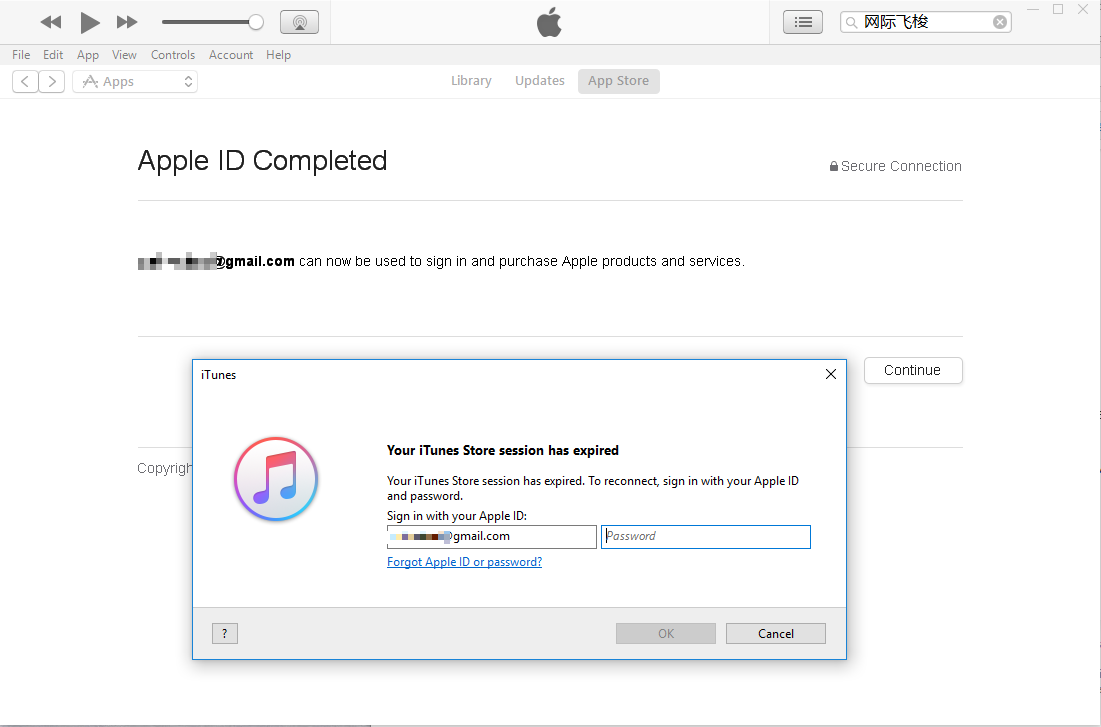 网际飞梭
File Edit App View Controls Account Help
Apps Library Updates App Store
Apple ID Completed
Secure Connection
@gmail.com can now be used to sign in and purchase Apple products and services.
Continue
iTunes
Your iTunes Store session has expired
Your iTunes Store session has expired. To reconnect, sign in with your Apple ID
and password.
Sign in with your Apple ID:
@gmail.com Password
Forgot Apple ID or password?
? OK Cancel
Copyrigh